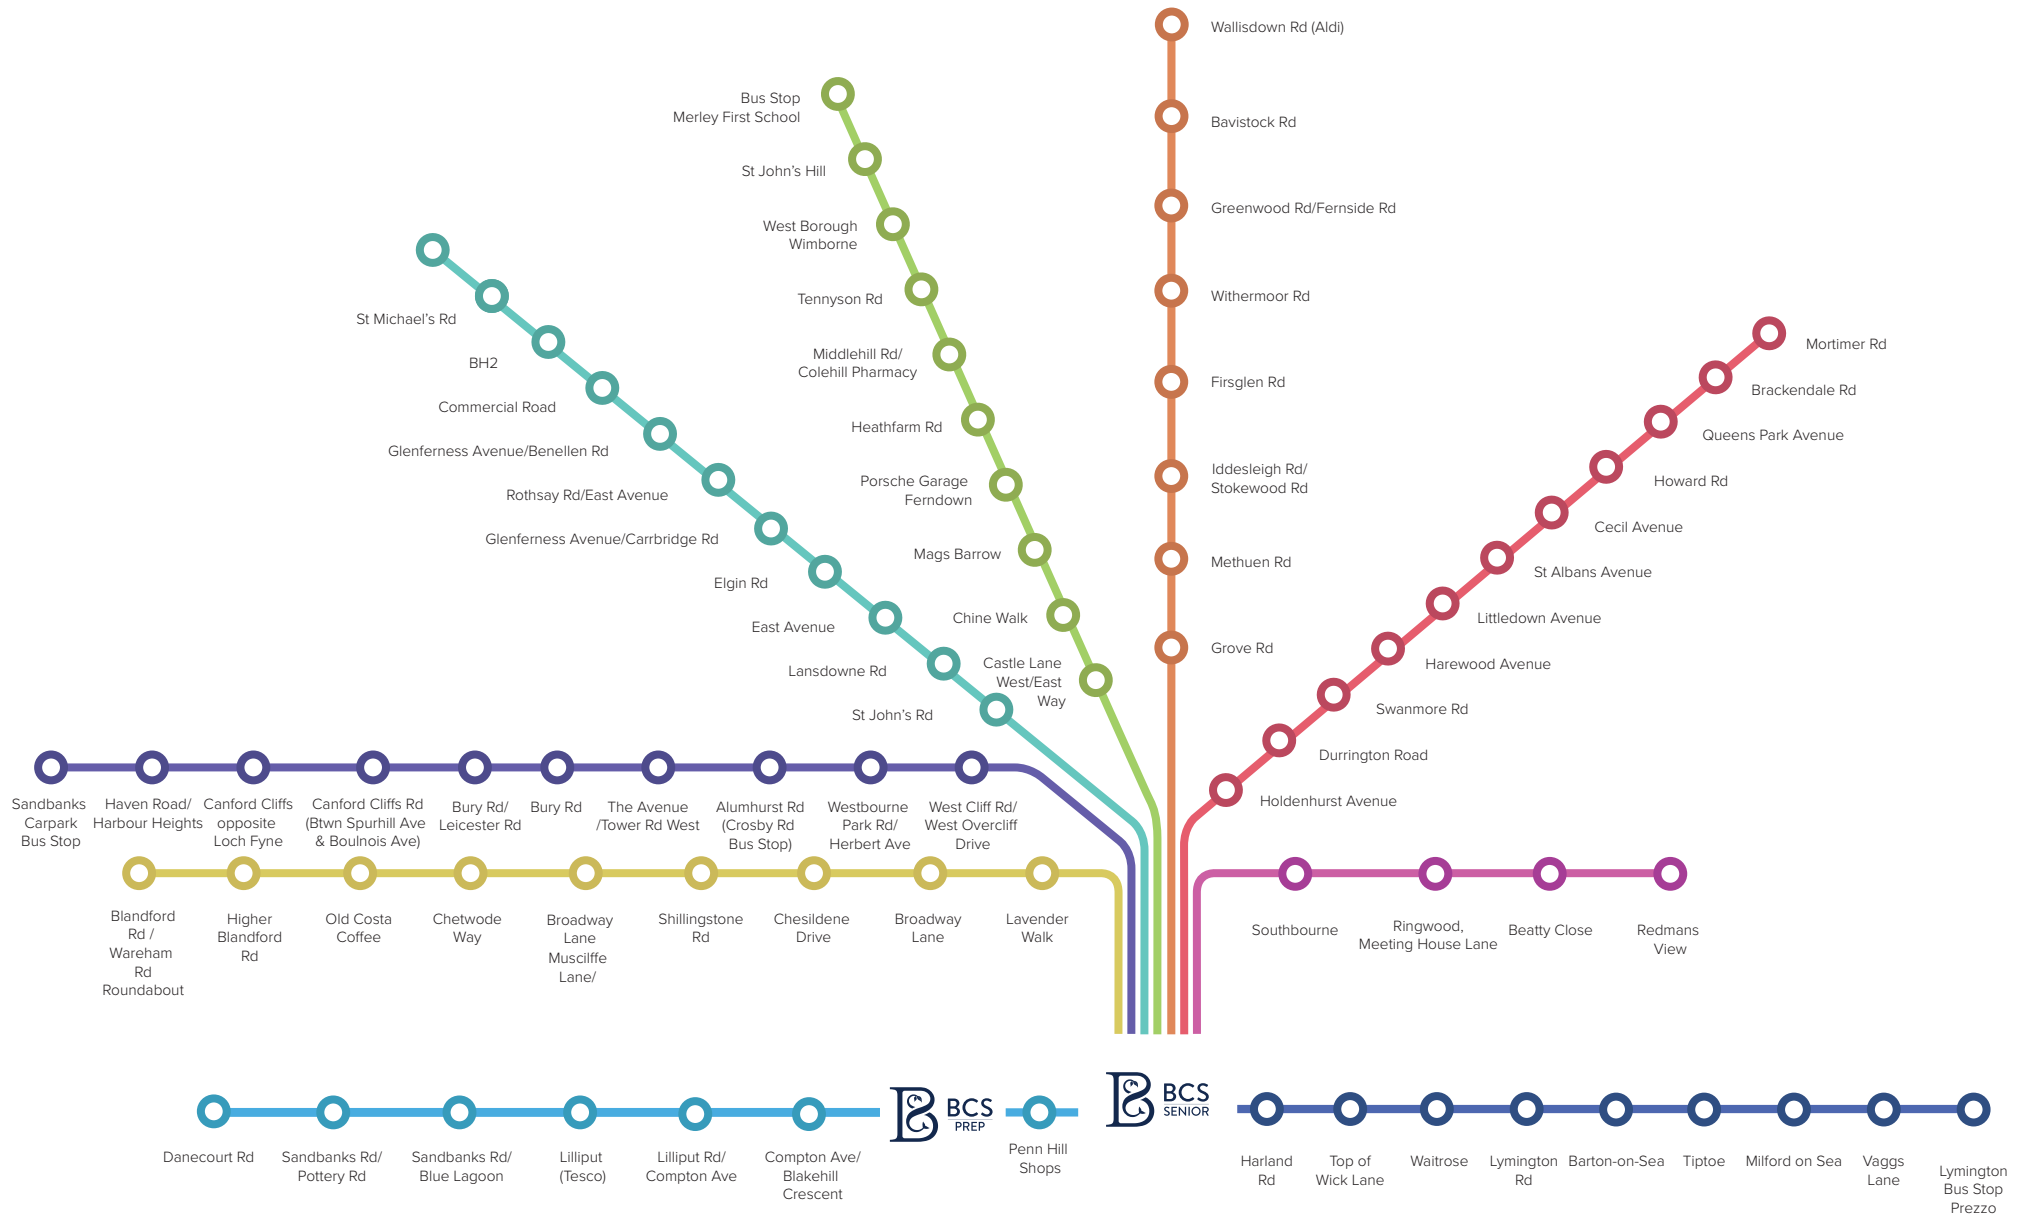 Wallisdown Rd (Aldi)
Bavistock Rd
Greenwood Rd/Fernside Rd
Withermoor Rd
Firsglen Rd
Iddesleigh Rd/
Stokewood Rd
Methuen Rd
Grove Rd
Bus Stop
Merley First School
St John’s Hill
West Borough
Wimborne
Tennyson Rd
Middlehill Rd/
Colehill Pharmacy
Heathfarm Rd
Porsche Garage
Ferndown
Mags Barrow
Chine Walk
Castle Lane
West/East
Way
St Michael’s Rd
BH2
Commercial Road
Glenferness Avenue/Benellen Rd
Rothsay Rd/East Avenue
Glenferness Avenue/Carrbridge Rd
Elgin Rd
East Avenue
Lansdowne Rd
St John’s Rd
Mortimer Rd
Brackendale Rd
Queens Park Avenue
Howard Rd
Cecil Avenue
St Albans Avenue
Littledown Avenue
Harewood Avenue
Swanmore Rd
Durrington Road
Holdenhurst Avenue
Sandbanks
Carpark
Bus Stop
Haven Road/
Harbour Heights
Canford Cliffs
opposite
Loch Fyne
Canford Cliffs Rd
(Btwn Spurhill Ave
& Boulnois Ave)
Bury Rd/
Leicester Rd
Bury Rd
The Avenue
/Tower Rd West
Alumhurst Rd
(Crosby Rd
Bus Stop)
Westbourne
Park Rd/
Herbert Ave
West Cliff Rd/
West Overcliff
Drive
Blandford
Rd /
Wareham
Rd
Roundabout
Higher
Blandford
Rd
Old Costa
Coffee
Chetwode
Way
Broadway
Lane
Muscilffe
Lane/
Shillingstone
Rd
Chesildene
Drive
Broadway
Lane
Lavender
Walk
Southbourne
Ringwood,
Meeting House Lane
Beatty Close
Redmans
View
Danecourt Rd
Sandbanks Rd/
Pottery Rd
Sandbanks Rd/
Blue Lagoon
Lilliput
(Tesco)
Lilliput Rd/
Compton Ave
Compton Ave/
Blakehill
Crescent
BCS
PREP
Penn Hill
Shops
BCS
SENIOR
Harland
Rd
Top of
Wick Lane
Waitrose
Lymington
Rd
Barton-on-Sea
Tiptoe
Milford on Sea
Vaggs
Lane
Lymington
Bus Stop
Prezzo